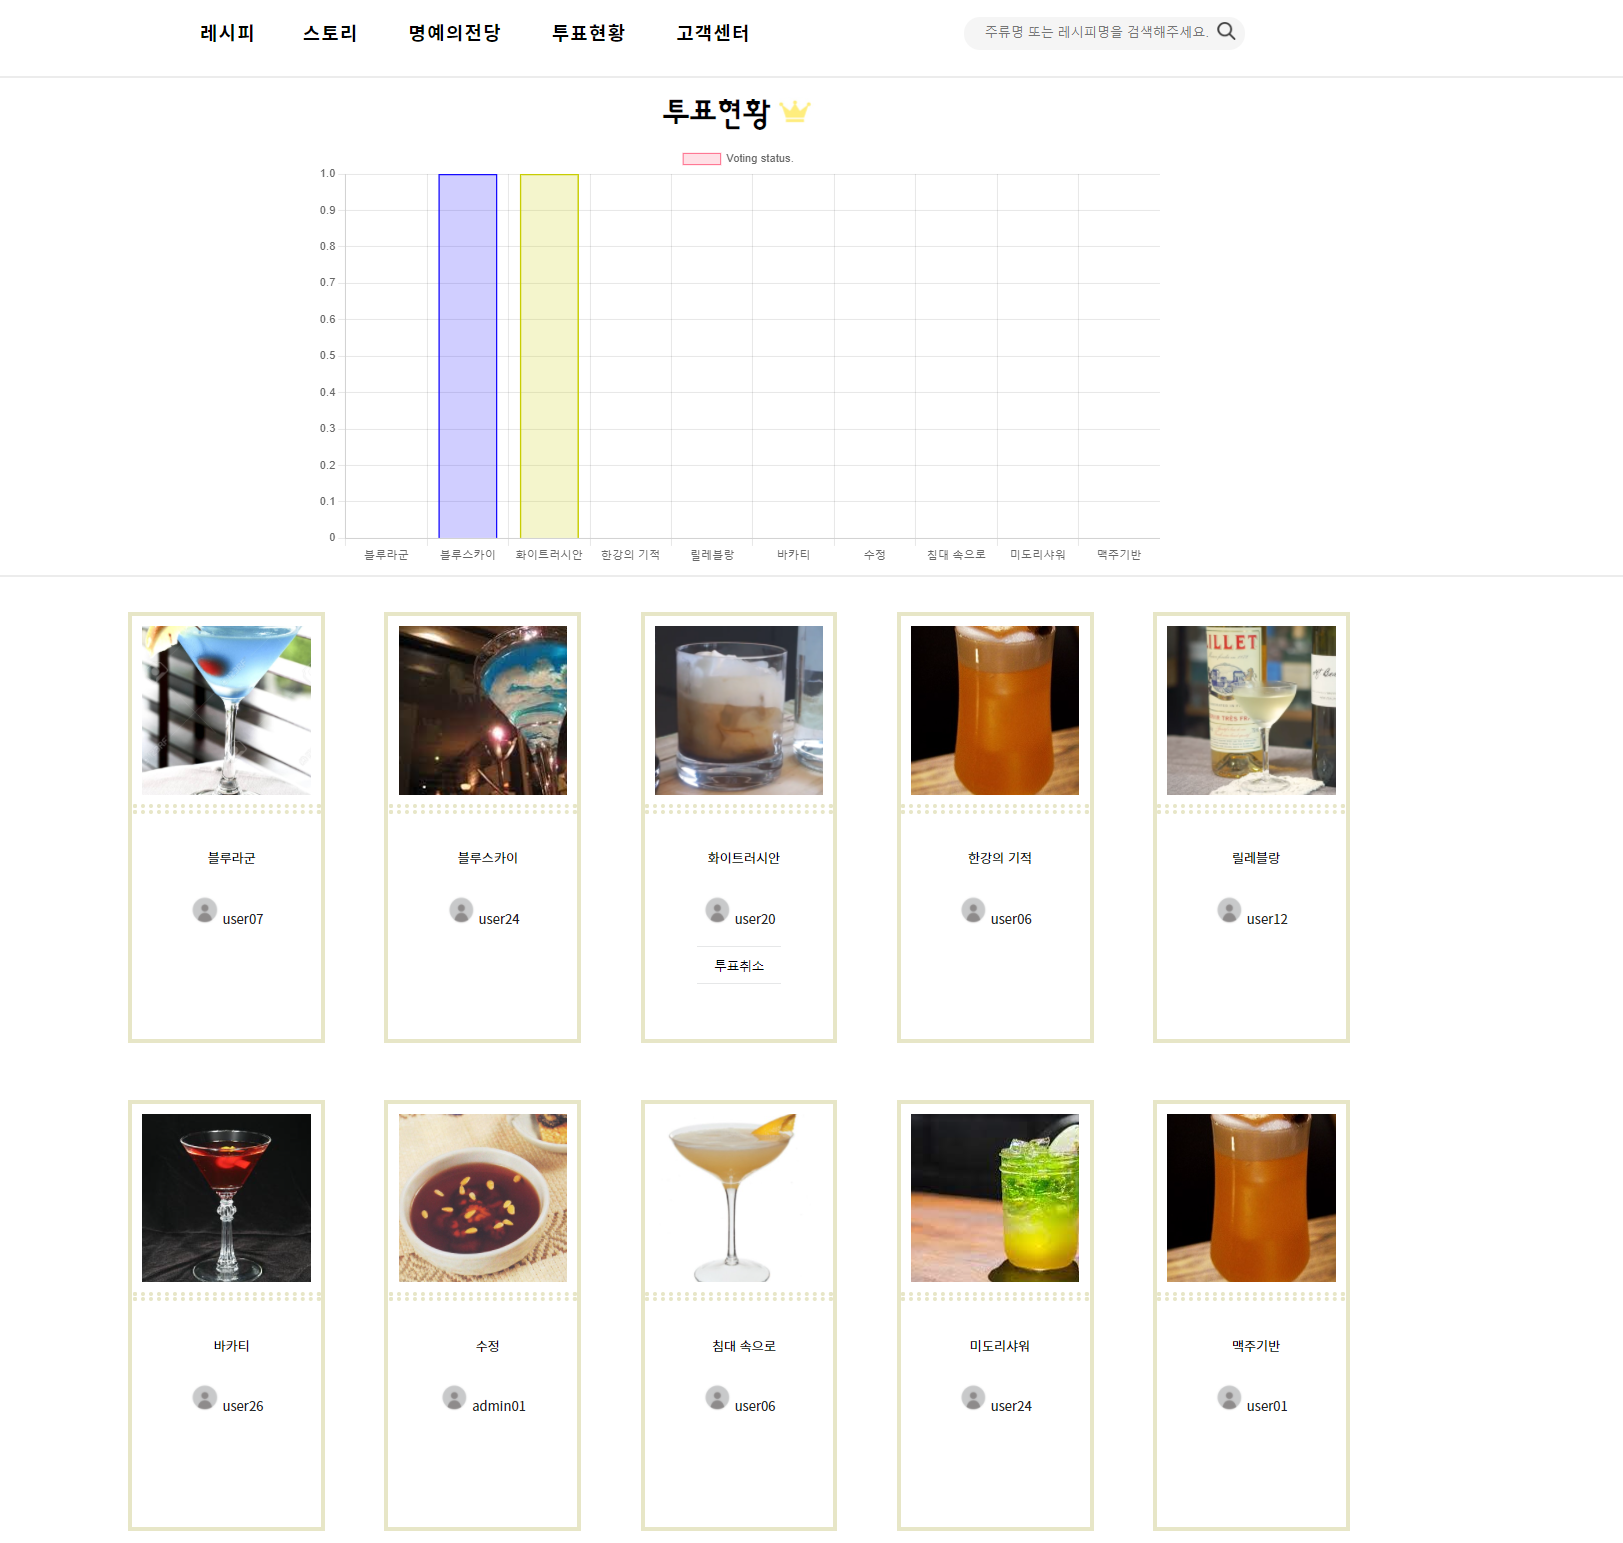 레시피 스토리 명예의전당 투표현황 고객센터 주류명 또는 레시피명을 검색해주세요.
투표현황
Voting status.
1.0
0.9
0.8
0.7
0.6
0.5
0.4
0.3
0.2
0.1
0
블루라군 블루스카이 화이트러시안 한강의 기적 릴레블랑 바카티 수정 침대 속으로 미도리샤워 맥주기반
ILLET
블루라군 블루스카이 화이트러시안 한강의 기적 릴레블랑
user07 user24 user20 user06 user12
투표취소
바카티 수정 침대 속으로 미도리샤워 맥주기반
user26 admin01 user06 user24 user01